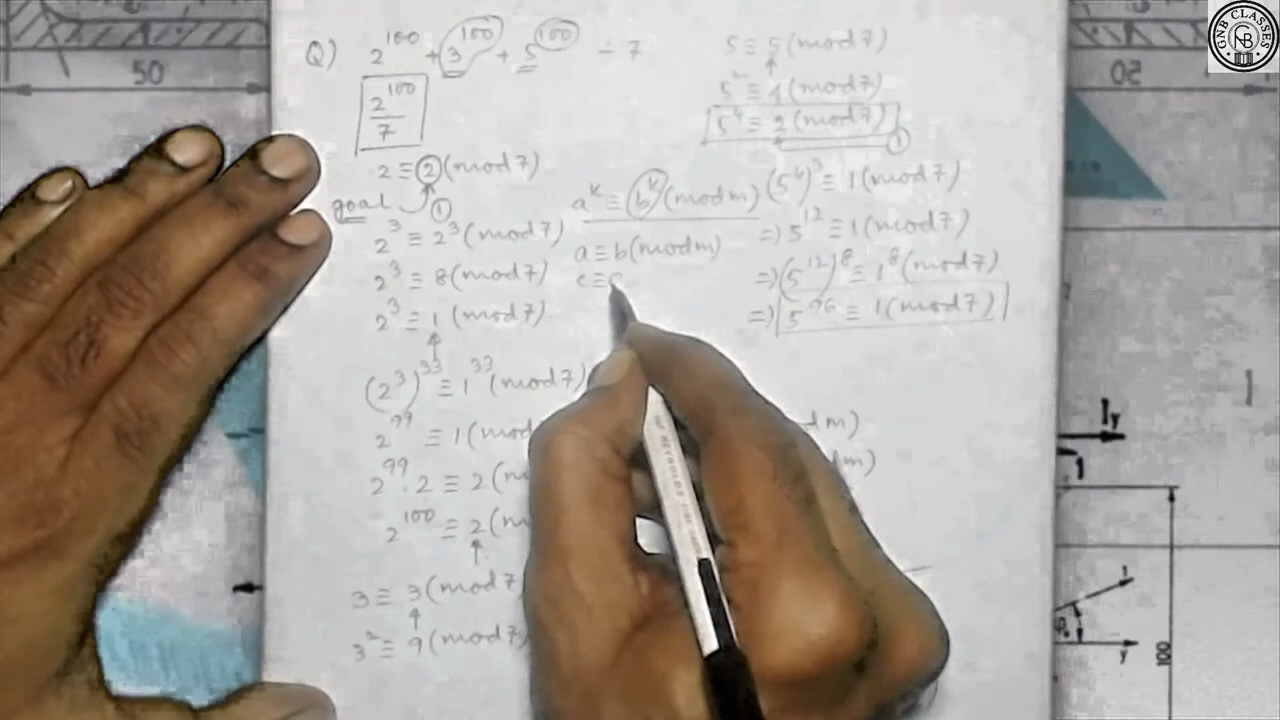 GNB CLASSES
NB
50
50
Q) 2^100 + 3^100 + 5^100 ÷ 7
2^100/7
2 ≡ 2 (mod 7)
goal 1
2^3 ≡ 2^3 (mod 7)
2^3 ≡ 8 (mod 7)
2^3 ≡ 1 (mod 7)
(2^3)^33 ≡ 1^33 (mod 7)
2^99 ≡ 1 (mod
2^99 . 2 ≡ 2 (m
2^100 ≡ 2 (m
3 ≡ 3 (mod 7
3^2 ≡ 9 (mod 7)
a^k ≡ b^k (mod m)
a ≡ b (mod m)
c ≡
5 ≡ 5 (mod 7)
5^2 ≡ 4 (mod 7)
5^4 ≡ 2 (mod 7)
1
(5^4)^3 ≡ 1 (mod 7)
=) 5^12 ≡ 1 (mod 7)
=) (5^12)^8 ≡ 1^8 (mod 7)
=) 5^96 ≡ 1 (mod 7)
dm)
dm)
100